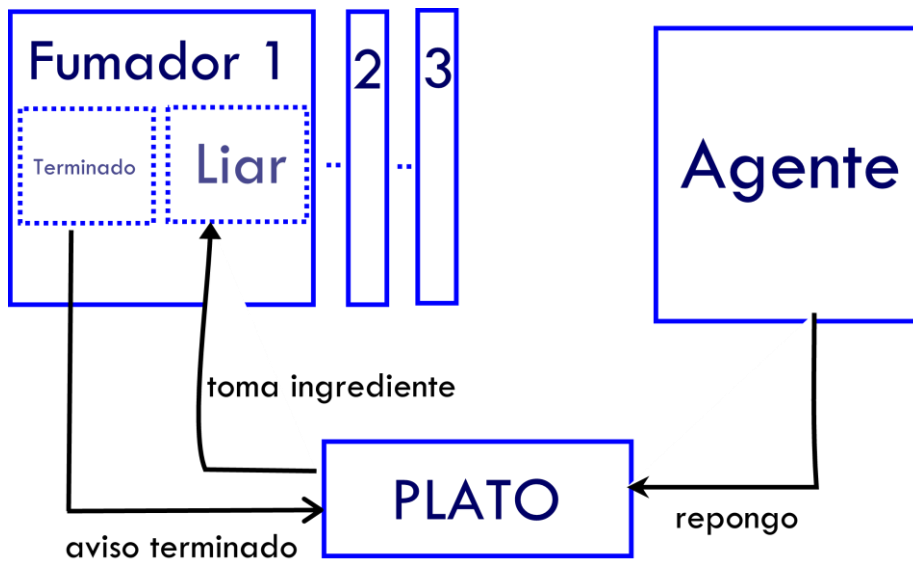 Fumador 1
Terminado
Liar
..
2
..
3
Agente
toma ingrediente
PLATO
aviso terminado
repongo